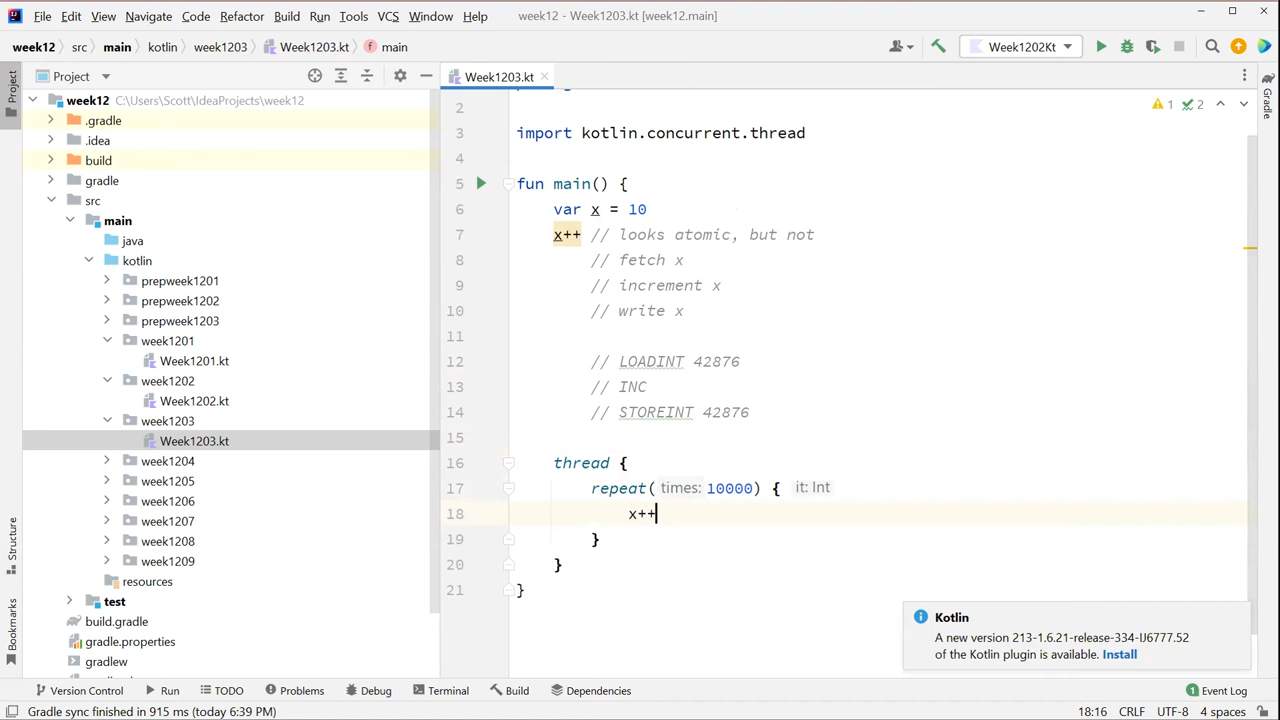 File Edit View Navigate Code Refactor Build Run Tools VCS Window Help week12 - Week1203.kt [week12.main]
week12 src main kotlin week1203 Week1203.kt main Week1202Kt
Project Project Week1203.kt Gradle
week12 C:\Users\Scott\IdeaProjects\week12
.gradle
.idea
build
gradle
src
main
java
kotlin
prepweek1201
prepweek1202
prepweek1203
week1201
Week1201.kt
week1202
Week1202.kt
week1203
Week1203.kt
week1204
week1205
week1206
week1207
week1208
week1209
resources
test
build.gradle
gradle.properties
gradlew
Structure
Bookmarks
1 2
2
3 import kotlin.concurrent.thread
4
5 fun main() {
6 var x = 10
7 x++ // looks atomic, but not
8 // fetch x
9 // increment x
10 // write x
11
12 // LOADINT 42876
13 // INC
14 // STOREINT 42876
15
16 thread {
17 repeat( times: 10000) { it: Int
18 x++
19 }
20 }
21 }
Kotlin
A new version 213-1.6.21-release-334-IJ6777.52
of the Kotlin plugin is available. Install
Version Control Run TODO Problems Debug Terminal Build Dependencies 1 Event Log
Gradle sync finished in 915 ms (today 6:39 PM) 18:16 CRLF UTF-8 4 spaces